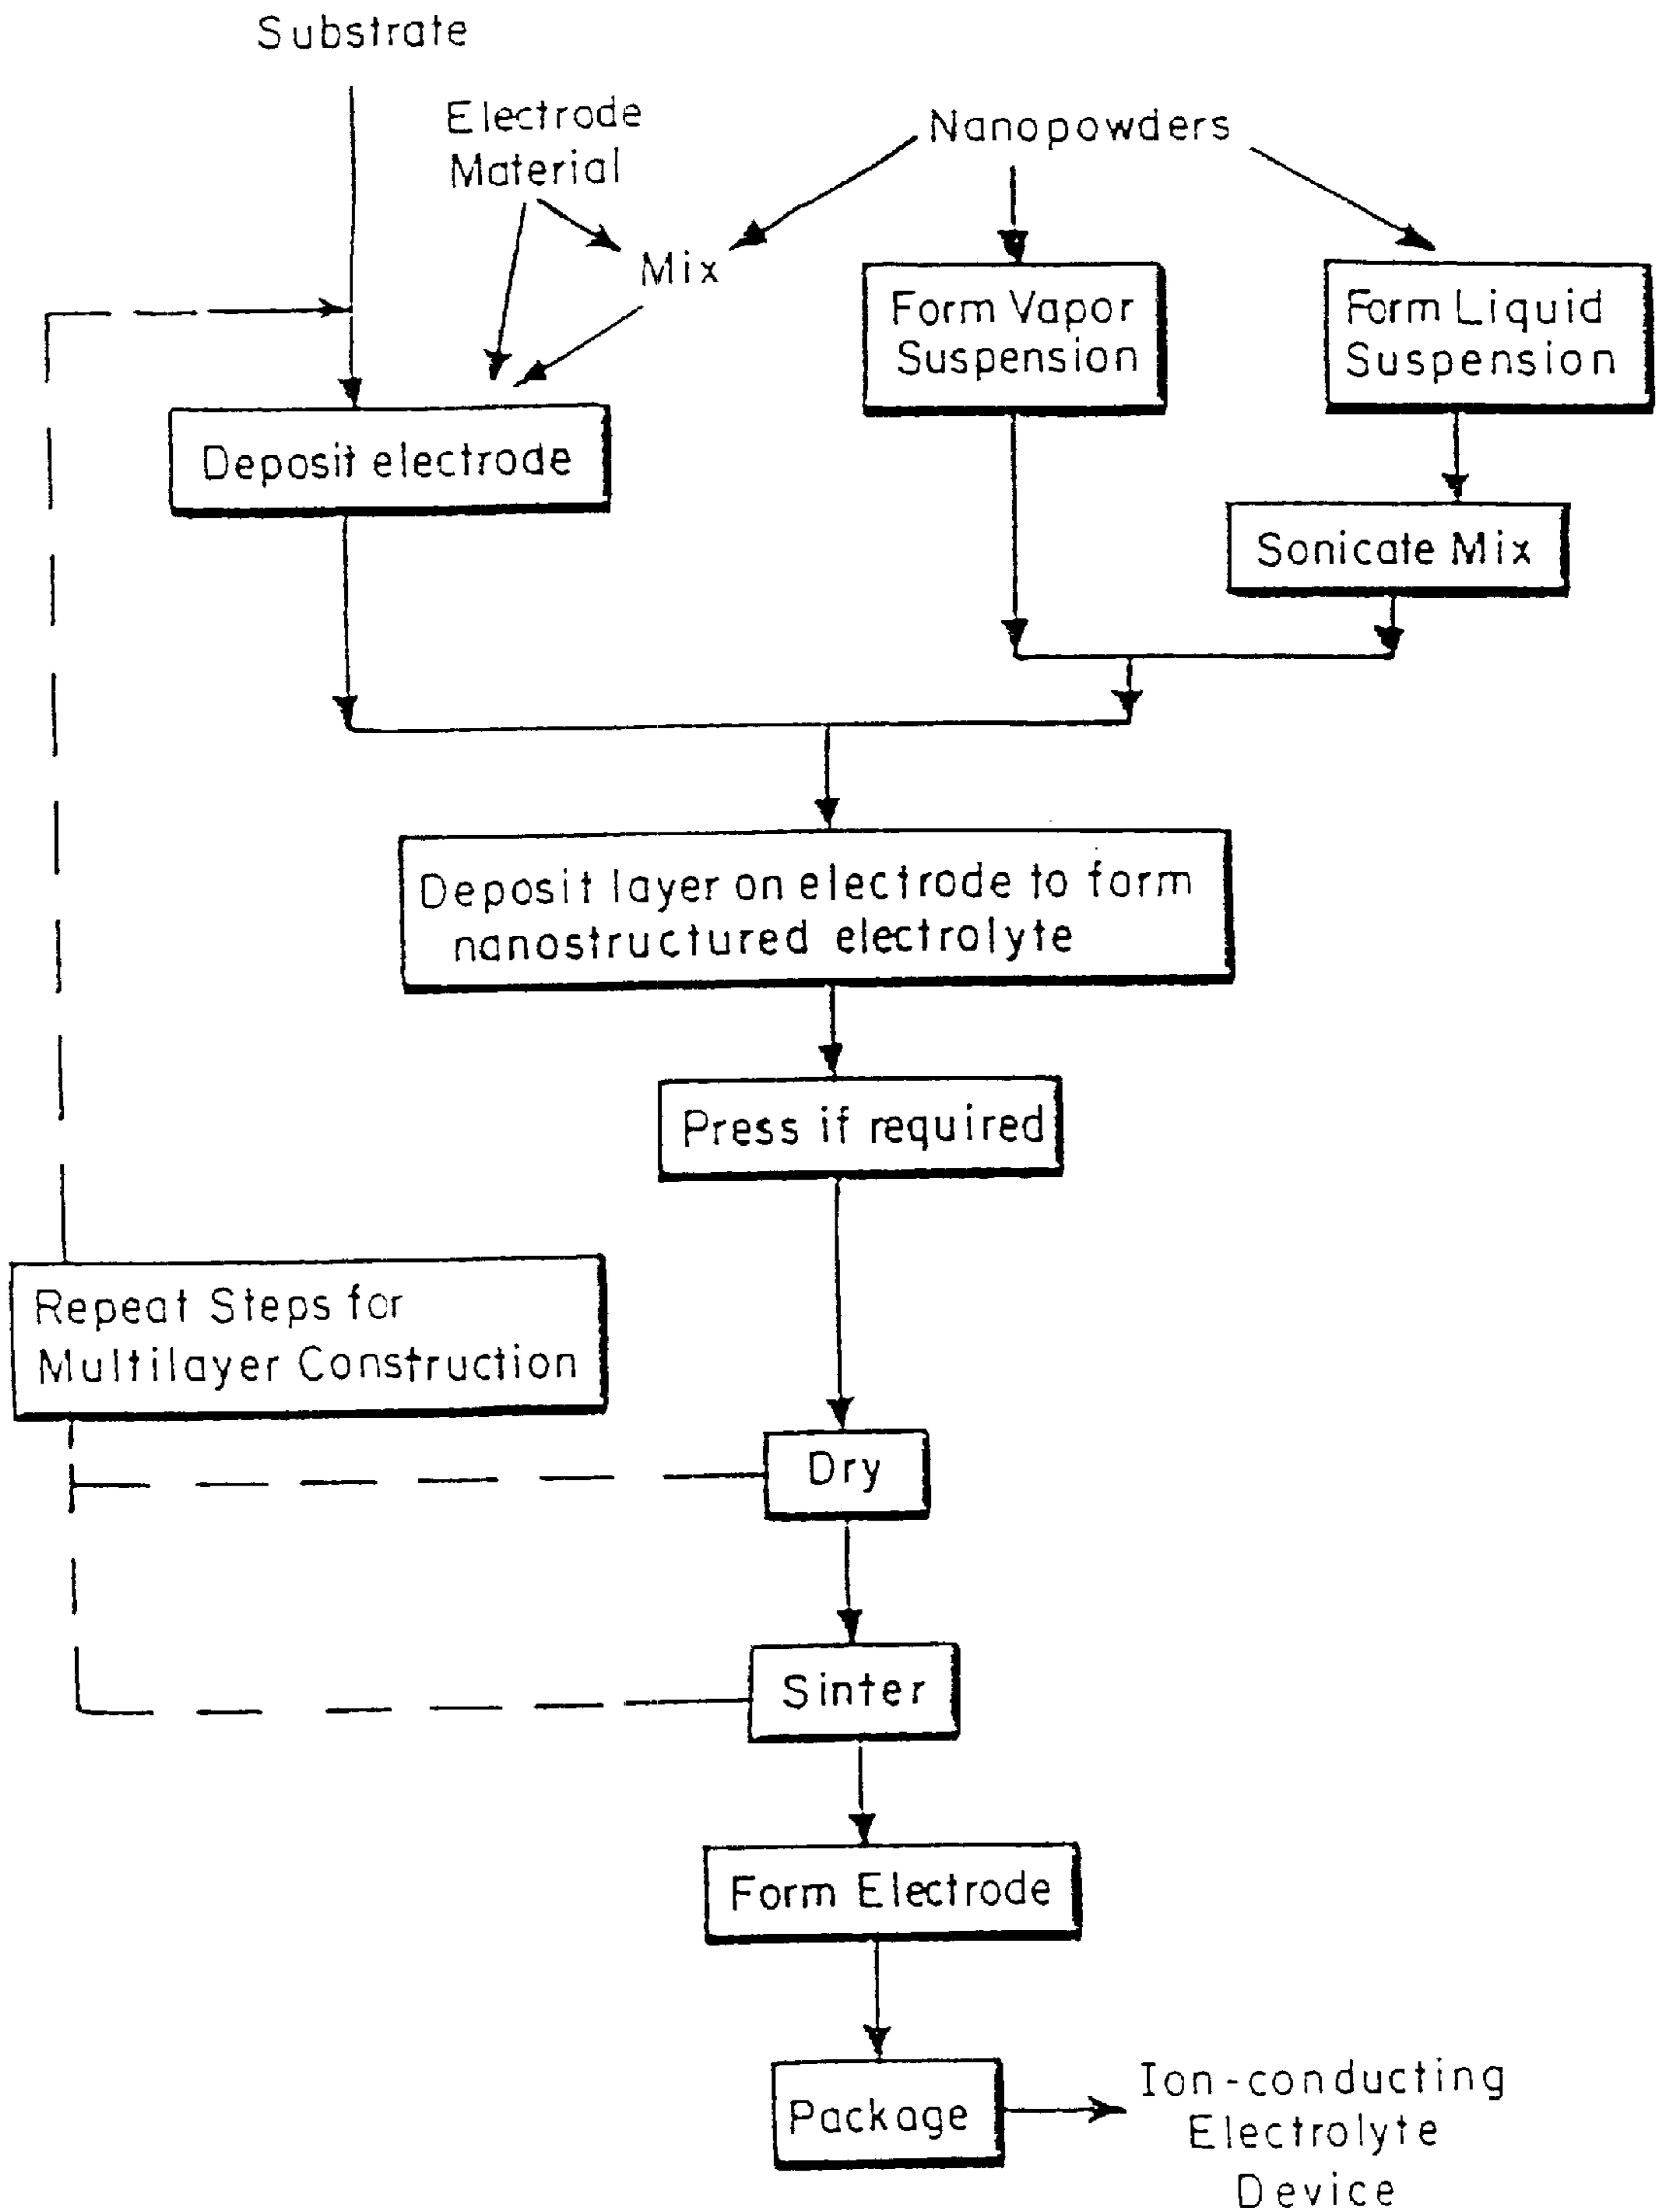 Substrate
Electrode
Material
Nanopowders
Mix
Form Vapor
Suspension
Form Liquid
Suspension
Deposit electrode
Sonicate Mix
Deposit layer on electrode to form
nanostructured electrolyte
Press if required
Repeat Steps for
Multilayer Construction
Dry
Sinter
Form Electrode
Package
Ion-conducting
Electrolyte
Device